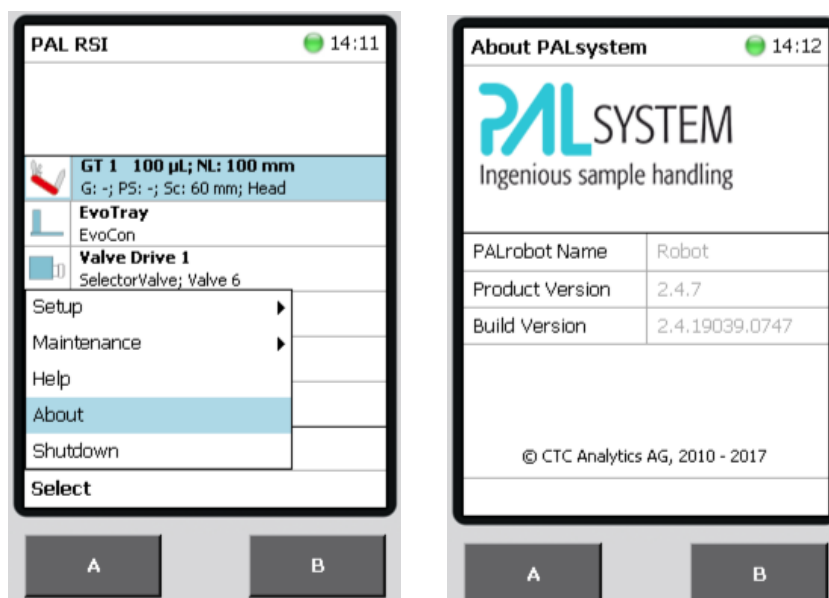 PAL RSI 14:11
GT 1 100 µL; NL: 100 mm
G: -; PS: -; Sc: 60 mm; Head
EvoTray
EvoCon
Valve Drive 1
SelectorValve; Valve 6
Setup
Maintenance
Help
About
Shutdown
Select
A B
About PALsystem 14:12
PAL SYSTEM
Ingenious sample handling
PALrobot Name Robot
Product Version 2.4.7
Build Version 2.4.19039.0747
© CTC Analytics AG, 2010 - 2017
A B